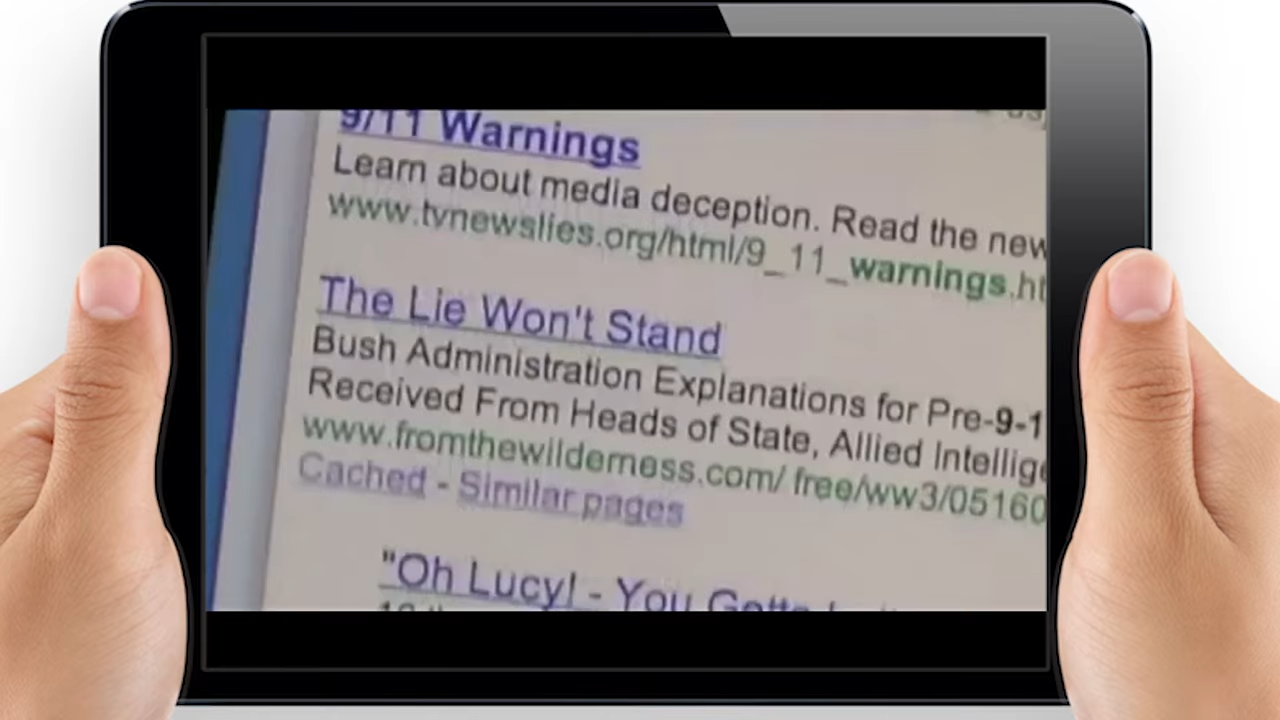 9/11 Warnings
Learn about media deception. Read the new
www.tvnewslies.org/html/9_11_warnings.ht
The Lie Won't Stand
Bush Administration Explanations for Pre-9-1
Received From Heads of State, Allied Intellige
www.fromthewilderness.com/ free/ww3/05160
Cached - Similar pages
"Oh Lucy! - You Gotta